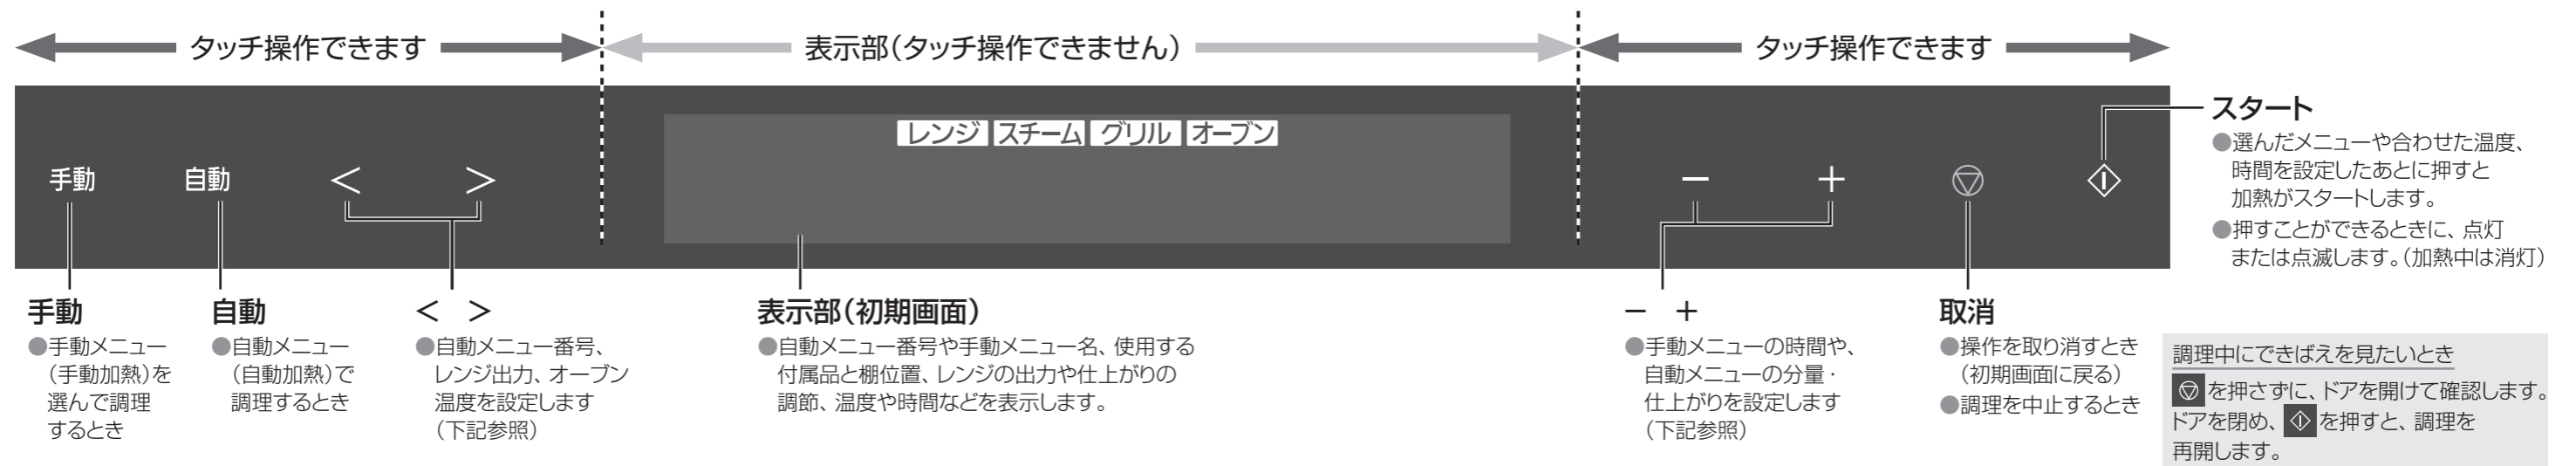 タッチ操作できます
表示部(タッチ操作できません)
タッチ操作できます
レンジ スチーム グリル オーブン
手動
自動
＜
＞
−
＋
スタート
●選んだメニューや合わせた温度、
時間を設定したあとに押すと
加熱がスタートします。
●押すことができるときに、点灯
または点滅します。(加熱中は消灯)
手動
●手動メニュー
(手動加熱)を
選んで調理
するとき
自動
●自動メニュー
(自動加熱)で
調理するとき
＜ ＞
●自動メニュー番号、
レンジ出力、オーブン
温度を設定します
(下記参照)
表示部(初期画面)
●自動メニュー番号や手動メニュー名、使用する
付属品と棚位置、レンジの出力や仕上がりの
調節、温度や時間などを表示します。
− ＋
●手動メニューの時間や、
自動メニューの分量・
仕上がりを設定します
(下記参照)
取消
●操作を取り消すとき
(初期画面に戻る)
●調理を中止するとき
調理中にできばえを見たいとき
を押さずに、ドアを開けて確認します。
ドアを閉め、を押すと、調理を
再開します。